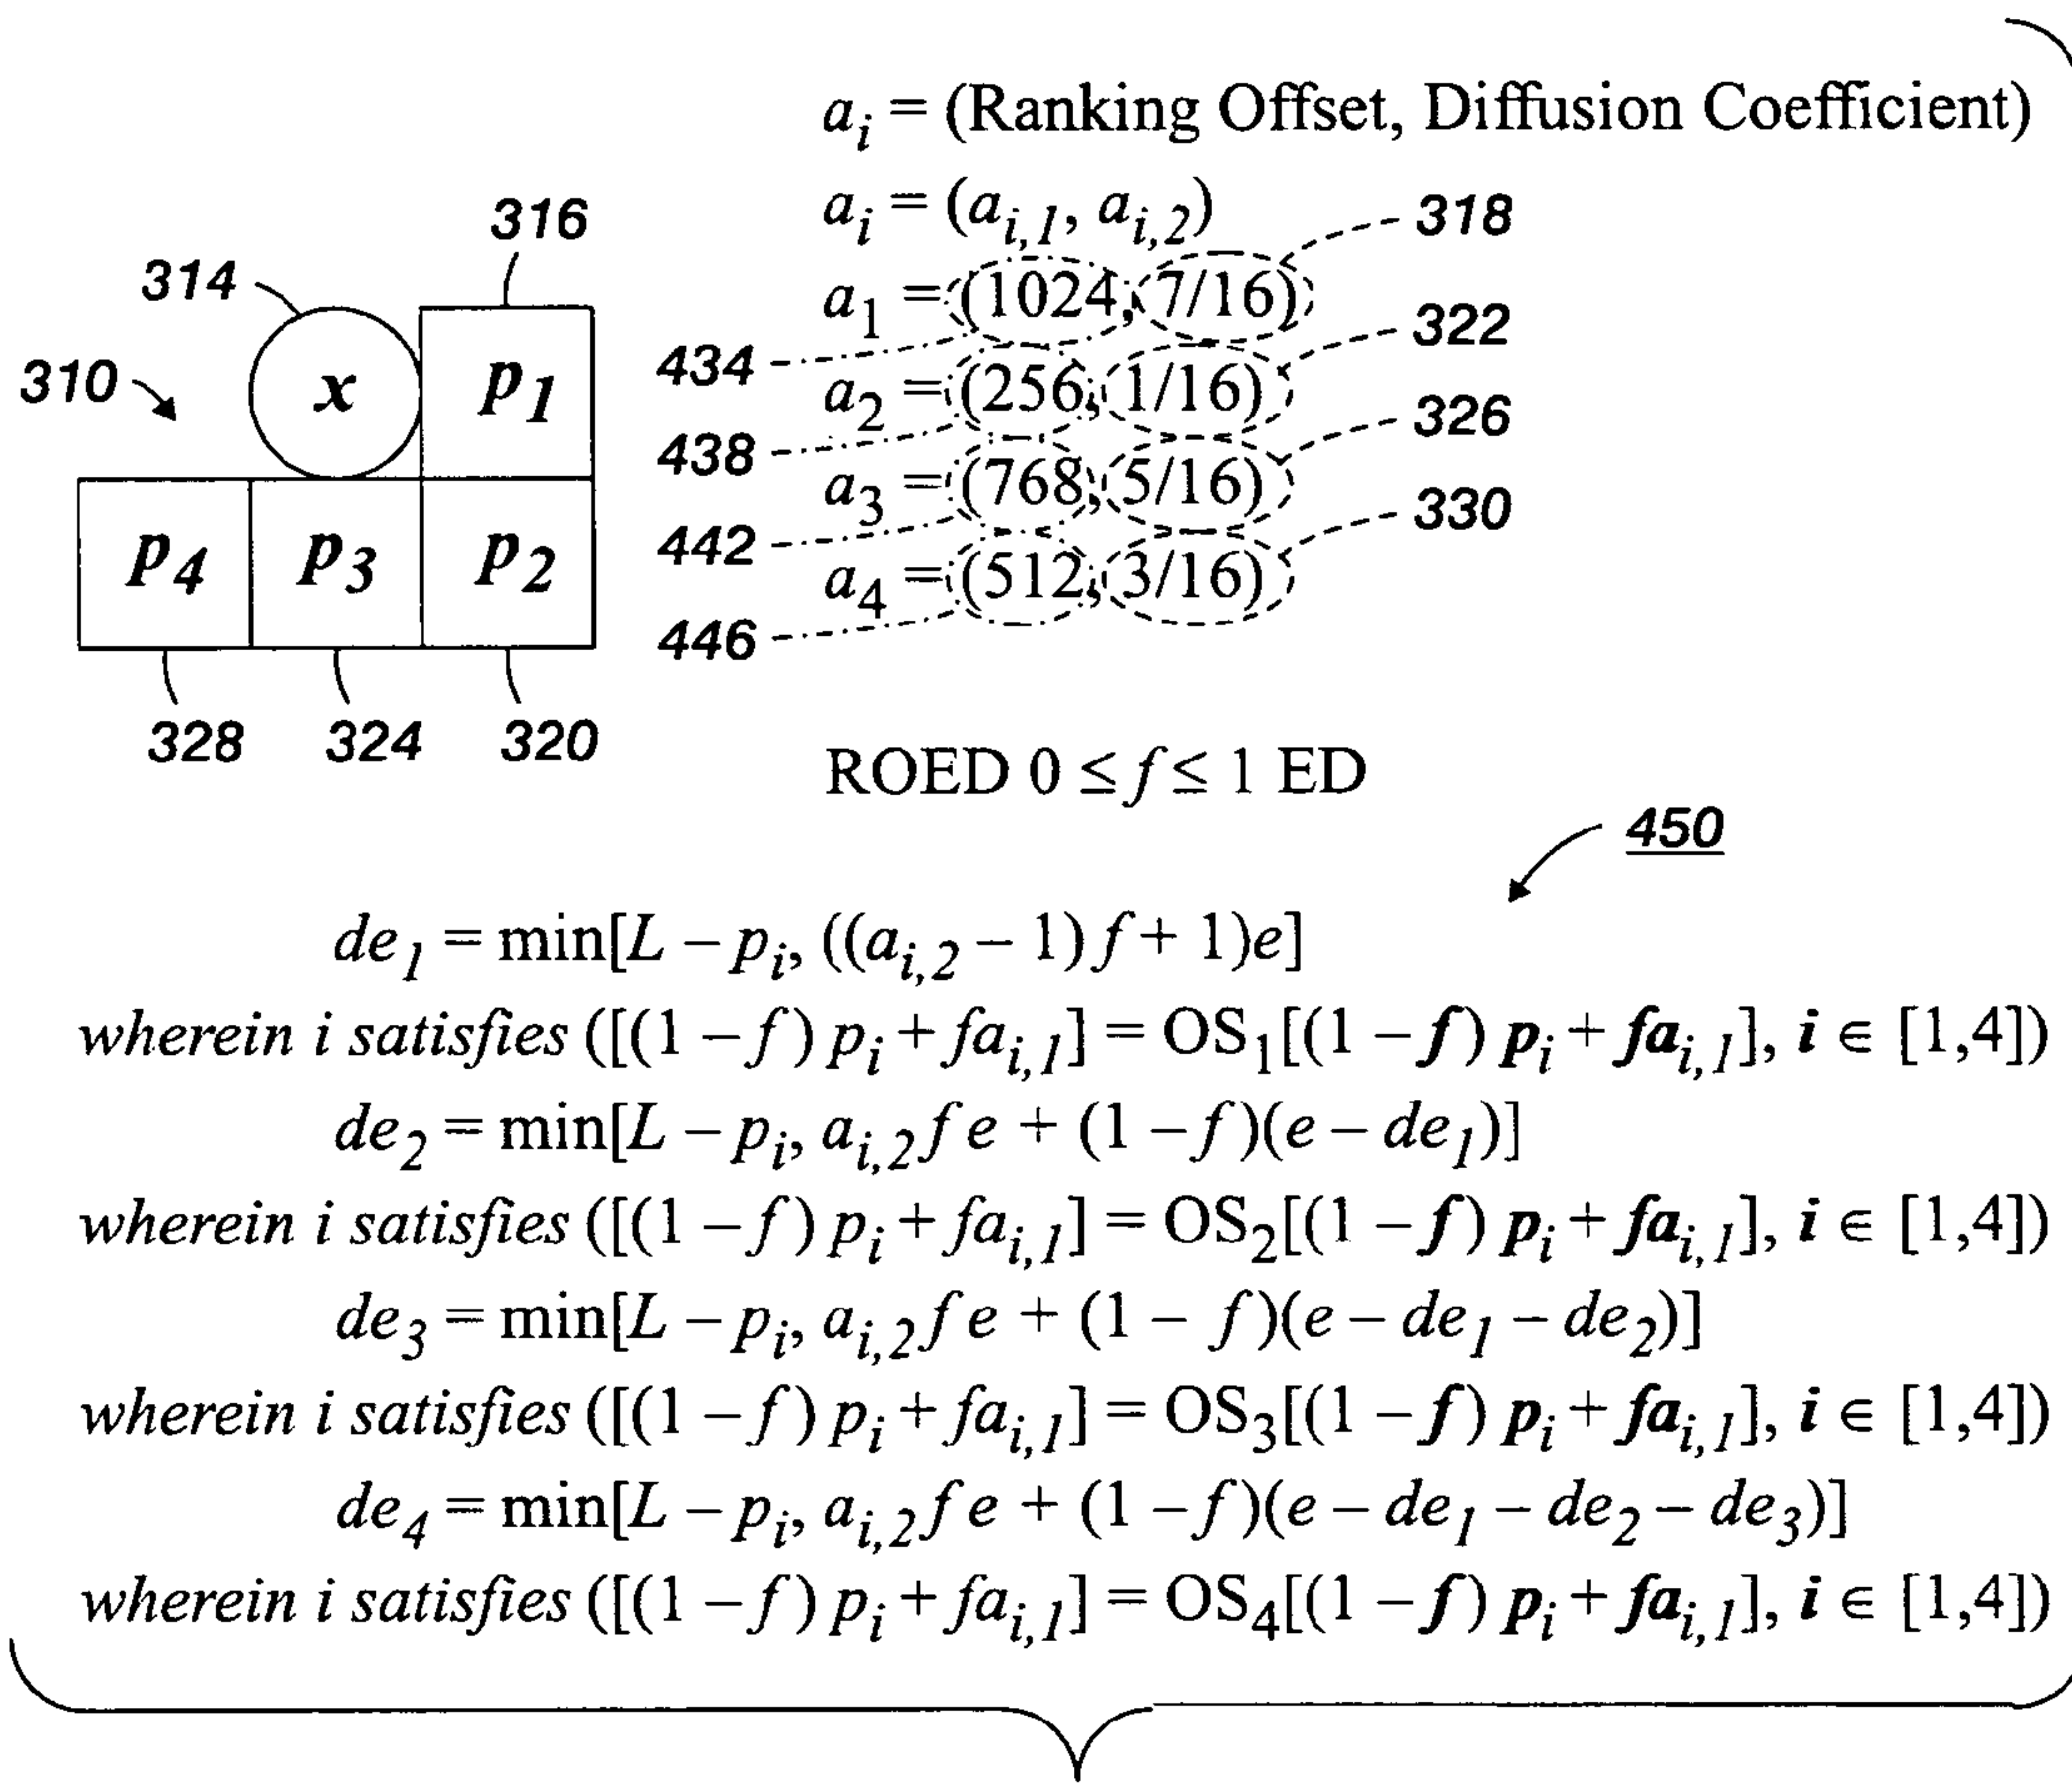 a_i = (Ranking Offset, Diffusion Coefficient)
a_i = (a_{i,1}, a_{i,2})
318
316
314
a_1 = (1024, 7/16)
322
434
310
x
p_1
a_2 = (256, 1/16)
326
438
a_3 = (768, 5/16)
330
442
p_4 p_3 p_2
a_4 = (512, 3/16)
446
328 324 320
ROED 0 ≤ f ≤ 1 ED
450
de_1 = min[L – p_i, ((a_{i,2} – 1) f + 1)e]
wherein i satisfies ([(1 – f) p_i + fa_{i,1}] = OS_1[(1 – f) p_i + fa_{i,1}], i ∈ [1,4])
de_2 = min[L – p_i, a_{i,2} f e + (1 – f)(e – de_1)]
wherein i satisfies ([(1 – f) p_i + fa_{i,1}] = OS_2[(1 – f) p_i + fa_{i,1}], i ∈ [1,4])
de_3 = min[L – p_i, a_{i,2} f e + (1 – f)(e – de_1 – de_2)]
wherein i satisfies ([(1 – f) p_i + fa_{i,1}] = OS_3[(1 – f) p_i + fa_{i,1}], i ∈ [1,4])
de_4 = min[L – p_i, a_{i,2} f e + (1 – f)(e – de_1 – de_2 – de_3)]
wherein i satisfies ([(1 – f) p_i + fa_{i,1}] = OS_4[(1 – f) p_i + fa_{i,1}], i ∈ [1,4])